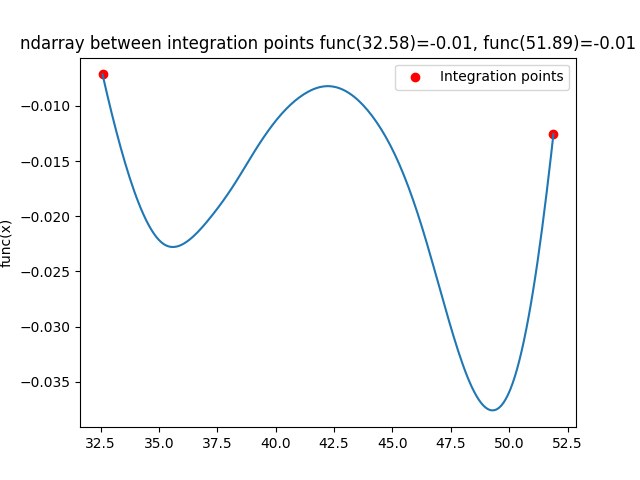 ndarray between integration points func(32.58)=-0.01, func(51.89)=-0.01
Integration points
func(x)
−0.010
−0.015
−0.020
−0.025
−0.030
−0.035
32.5 35.0 37.5 40.0 42.5 45.0 47.5 50.0 52.5